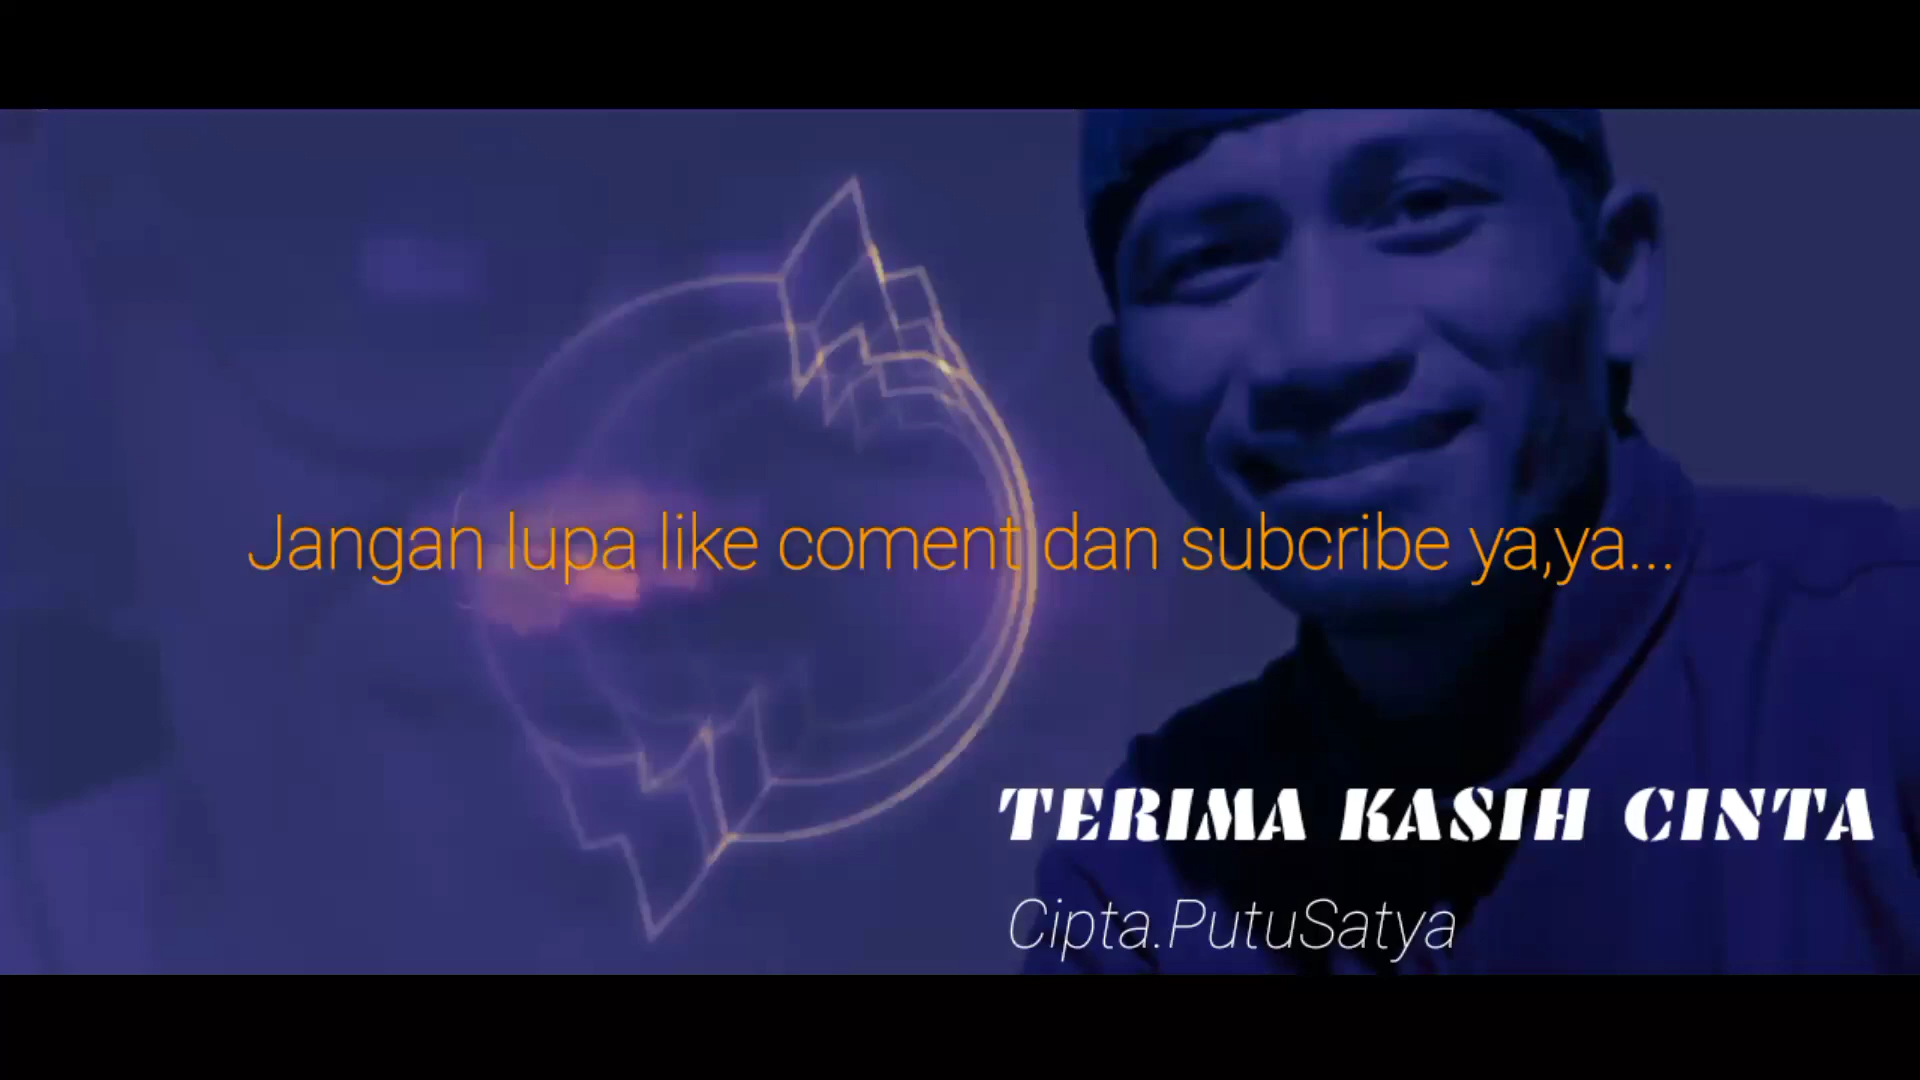 Jangan lupa like coment dan subcribe ya,ya...
TERIMA KASIH CINTA
Cipta.PutuSatya